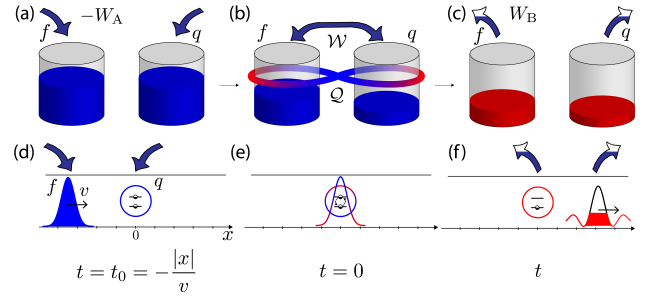 (a) −W_A
f q
(b)
f q
𝒲
𝒬
(c) W_B
f q
(d)
f v q
0 x
t = t_0 = −|x|/v
(e)
t = 0
(f)
t